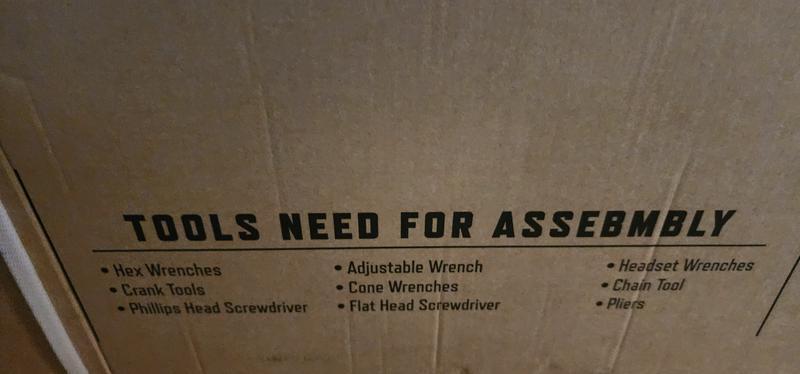 TOOLS NEED FOR ASSEBMBLY
• Hex Wrenches
• Crank Tools
• Phillips Head Screwdriver
• Adjustable Wrench
• Cone Wrenches
• Flat Head Screwdriver
• Headset Wrenches
• Chain Tool
• Pliers